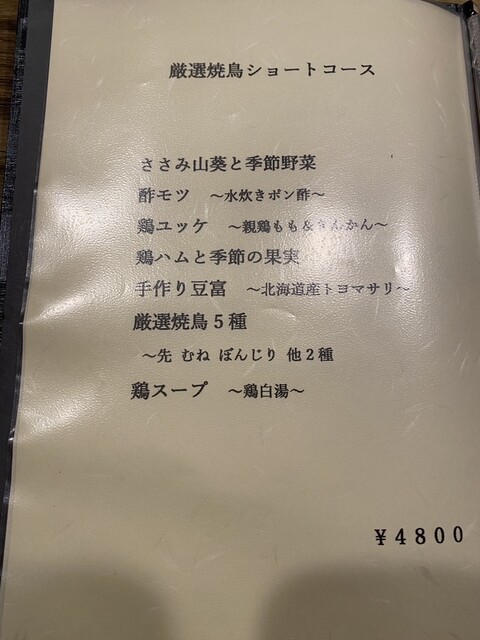 厳選焼鳥ショートコース
ささみ山葵と季節野菜
酢モツ　～水炊きポン酢～
鶏ユッケ　～親鶏もも＆きんかん～
鶏ハムと季節の果実
手作り豆富　～北海道産トヨマサリ～
厳選焼鳥５種
～先 むね ぼんじり 他２種
鶏スープ　～鶏白湯～
¥4800